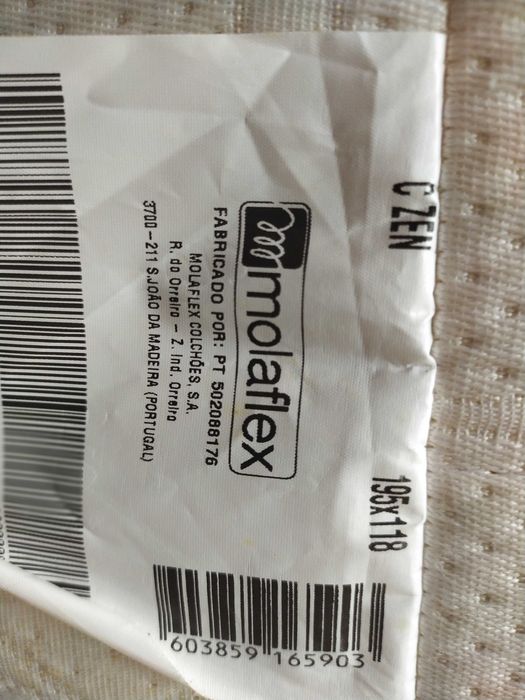 C ZEN 195x118
molaflex
FABRICADO POR: PT 502088176
MOLAFLEX COLCHÕES, S.A.
R. do Orreiro - Z. Ind. Orreiro
3700-211 S.JOÃO DA MADEIRA (PORTUGAL)
603859 165903